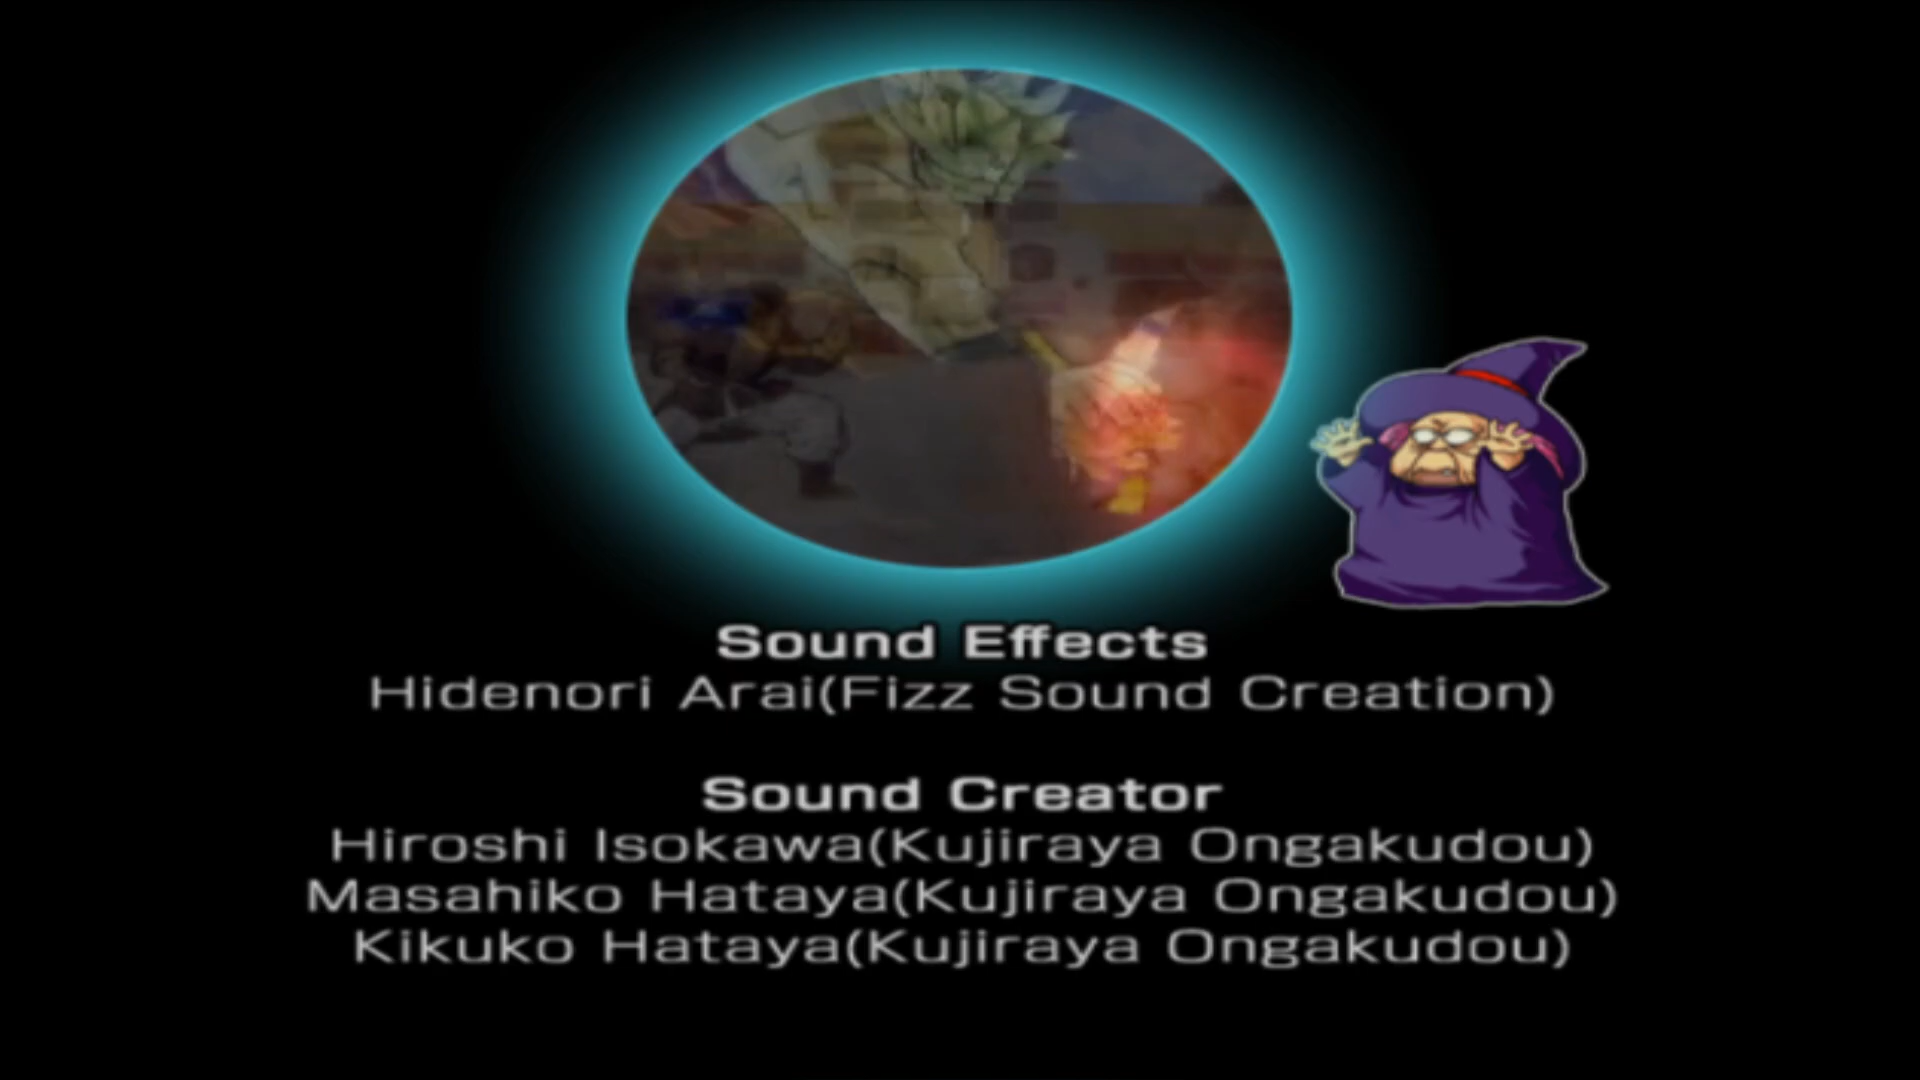 Sound Effects
Hidenori Arai(Fizz Sound Creation)
Sound Creator
Hiroshi Isokawa(Kujiraya Ongakudou)
Masahiko Hataya(Kujiraya Ongakudou)
Kikuko Hataya(Kujiraya Ongakudou)